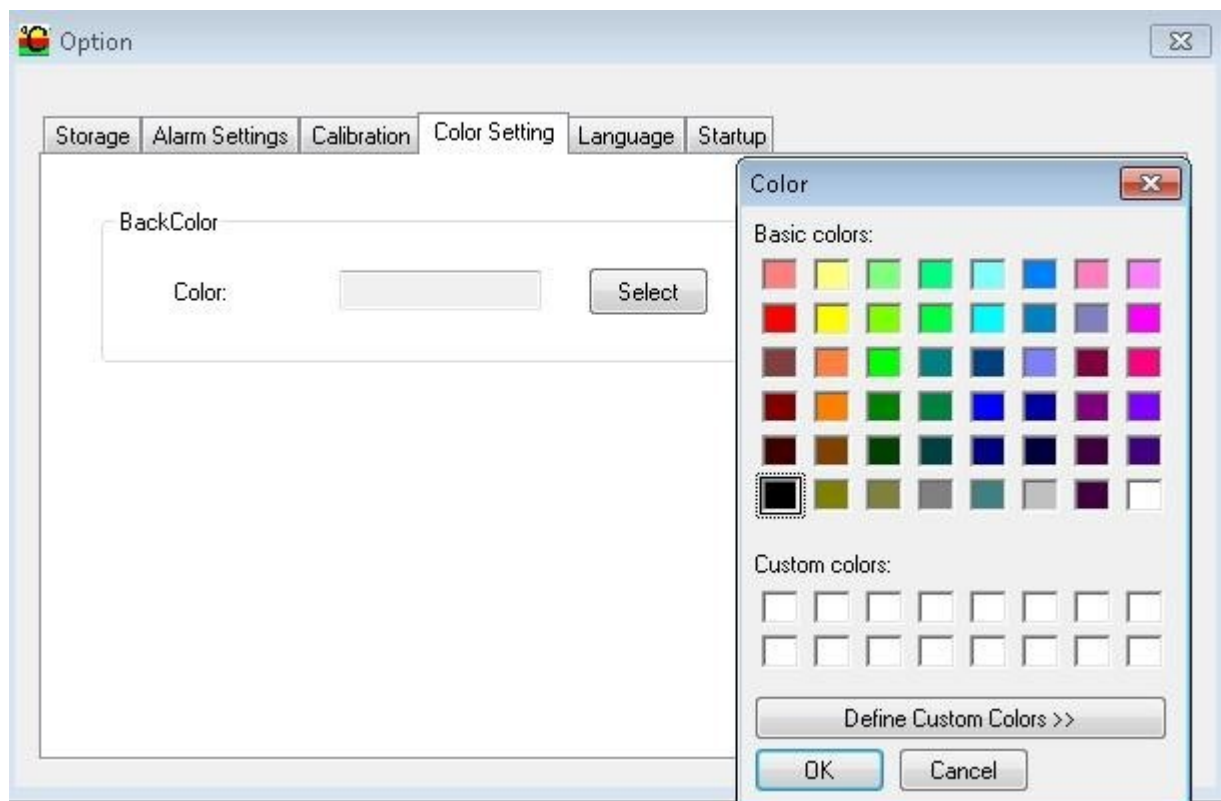 Option
Storage Alarm Settings Calibration Color Setting Language Startup
BackColor
Color:
Select
Color
Basic colors:
Custom colors:
Define Custom Colors >>
OK Cancel